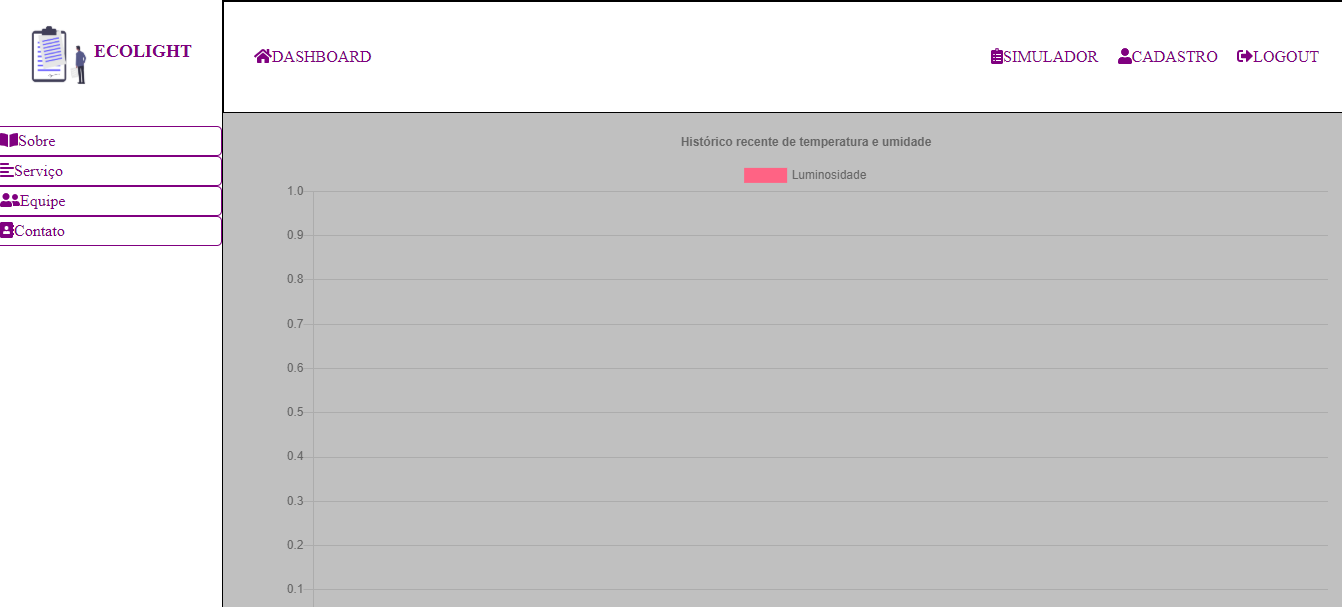 ECOLIGHT
DASHBOARD
SIMULADOR
CADASTRO
LOGOUT
Sobre
Serviço
Equipe
Contato
Histórico recente de temperatura e umidade
Luminosidade
1.0
0.9
0.8
0.7
0.6
0.5
0.4
0.3
0.2
0.1